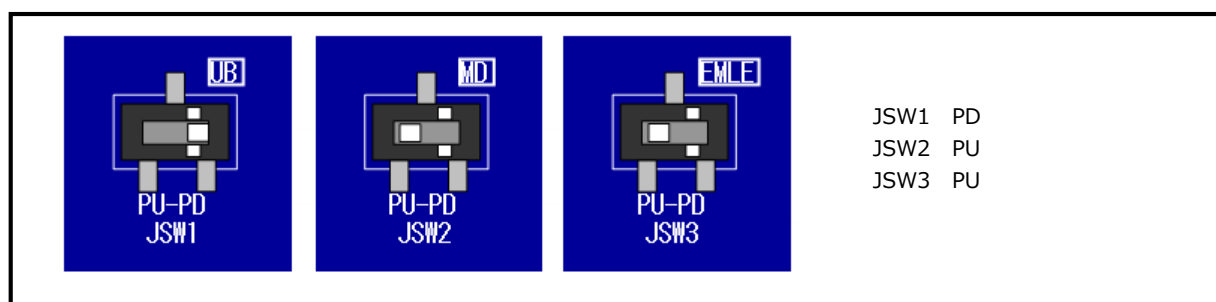 UB
PU-PD
JSW1
MD
PU-PD
JSW2
EMLE
PU-PD
JSW3
JSW1 PD
JSW2 PU
JSW3 PU